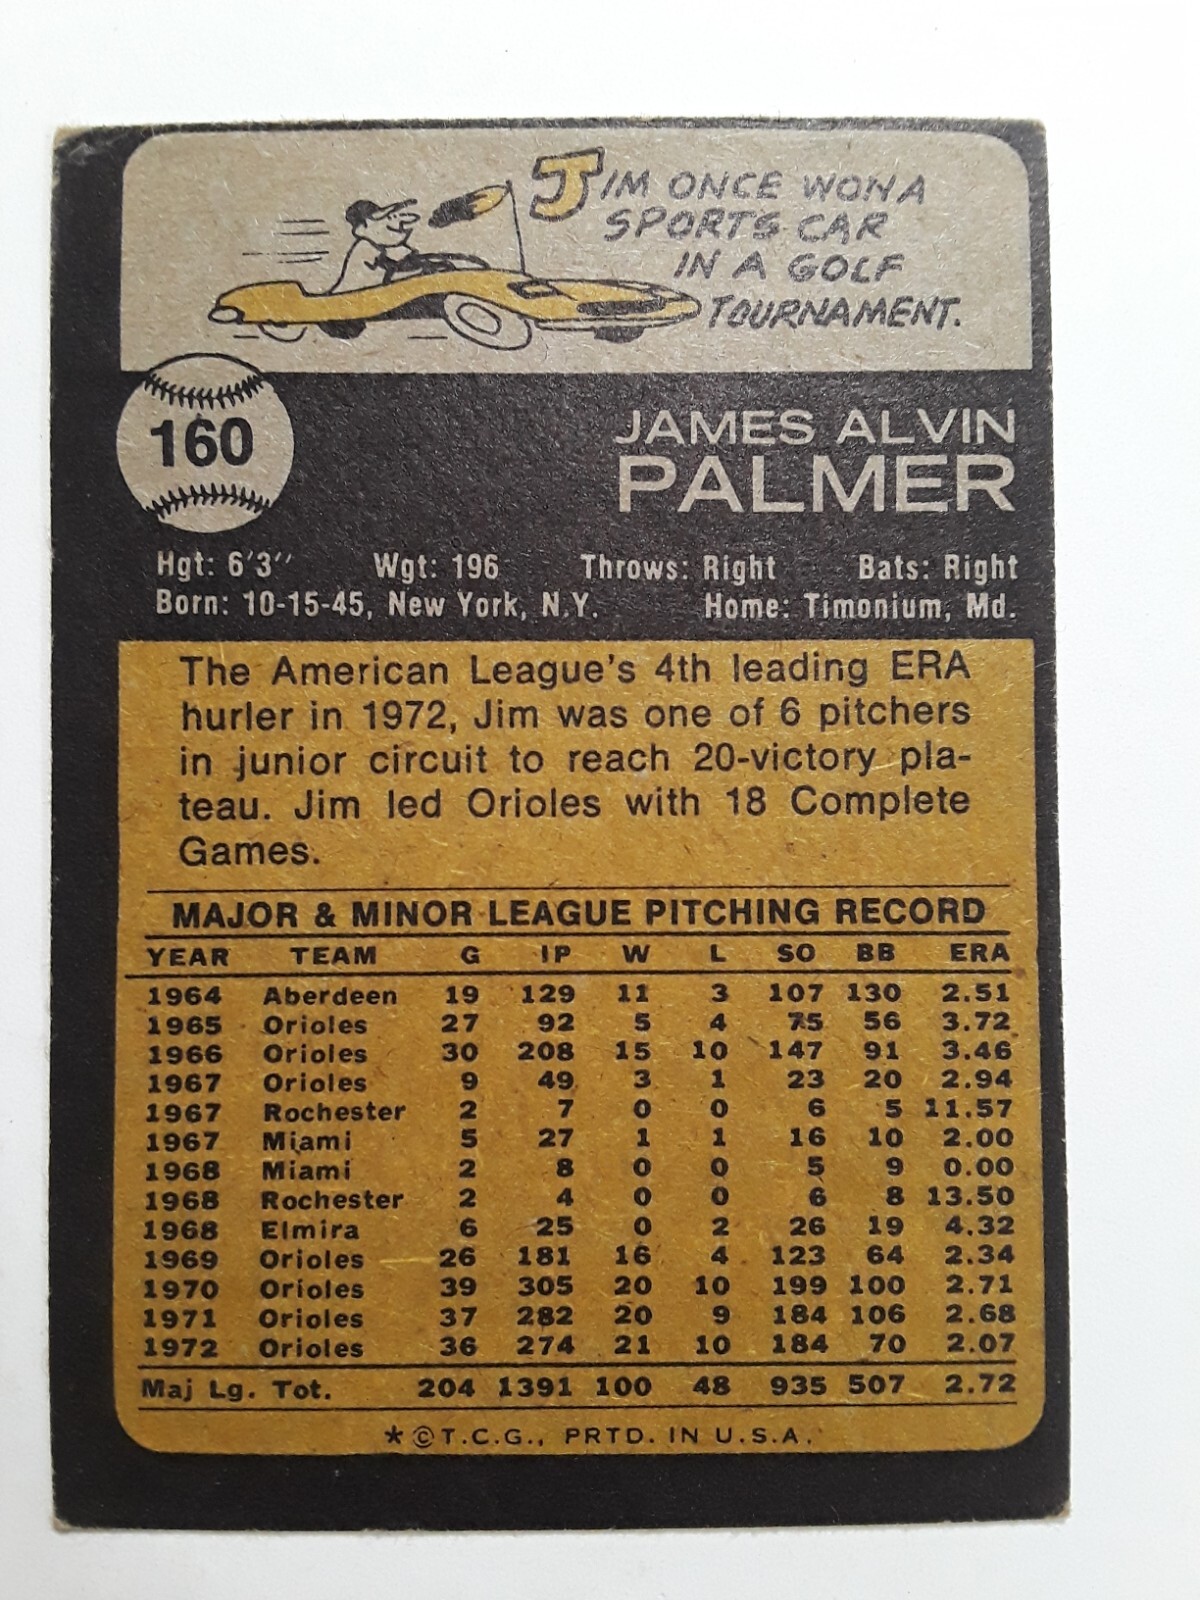 JIM ONCE WON A
SPORTS CAR
IN A GOLF
TOURNAMENT.
160
JAMES ALVIN
PALMER
Hgt: 6'3" Wgt: 196 Throws: Right Bats: Right
Born: 10-15-45, New York, N.Y. Home: Timonium, Md.
The American League's 4th leading ERA
hurler in 1972, Jim was one of 6 pitchers
in junior circuit to reach 20-victory pla-
teau. Jim led Orioles with 18 Complete
Games.
MAJOR & MINOR LEAGUE PITCHING RECORD
YEAR TEAM G IP W L SO BB ERA
1964 Aberdeen 19 129 11 3 107 130 2.51
1965 Orioles 27 92 5 4 75 56 3.72
1966 Orioles 30 208 15 10 147 91 3.46
1967 Orioles 9 49 3 1 23 20 2.94
1967 Rochester 2 7 0 0 6 5 11.57
1967 Miami 5 27 1 1 16 10 2.00
1968 Miami 2 8 0 0 5 9 0.00
1968 Rochester 2 4 0 0 6 8 13.50
1968 Elmira 6 25 0 2 26 19 4.32
1969 Orioles 26 181 16 4 123 64 2.34
1970 Orioles 39 305 20 10 199 100 2.71
1971 Orioles 37 282 20 9 184 106 2.68
1972 Orioles 36 274 21 10 184 70 2.07
Maj Lg. Tot. 204 1391 100 48 935 507 2.72
*©T.C.G., PRTD. IN U.S.A.